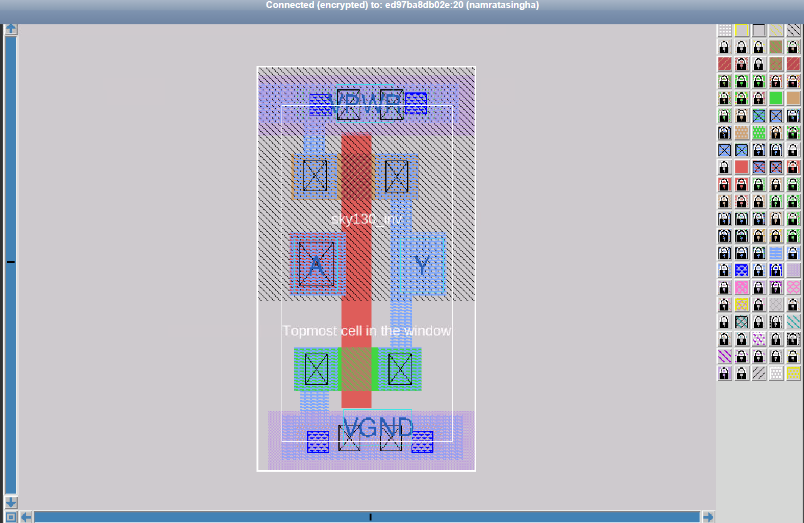 Connected (encrypted) to: ed97ba8db02e:20 (namratasingha)
VPWR
sky130_inv
A
Y
Topmost cell in the window
VGND